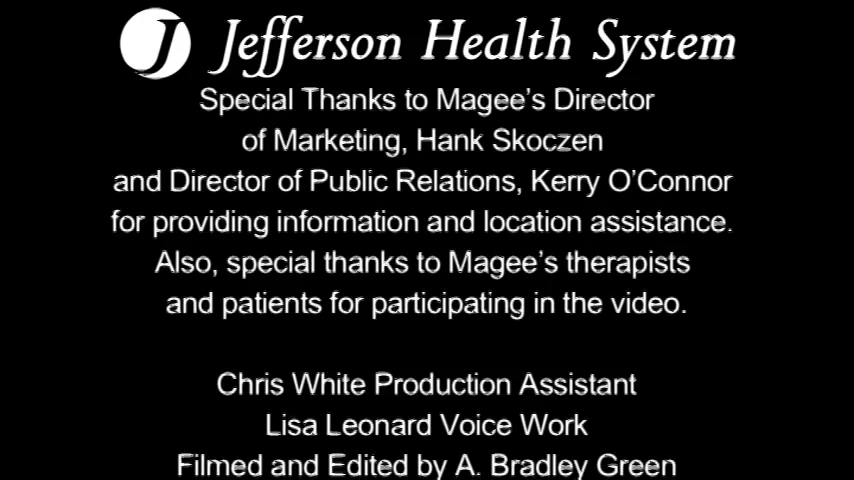 J Jefferson Health System
Special Thanks to Magee's Director
of Marketing, Hank Skoczen
and Director of Public Relations, Kerry O'Connor
for providing information and location assistance.
Also, special thanks to Magee's therapists
and patients for participating in the video.
Chris White Production Assistant
Lisa Leonard Voice Work
Filmed and Edited by A. Bradley Green